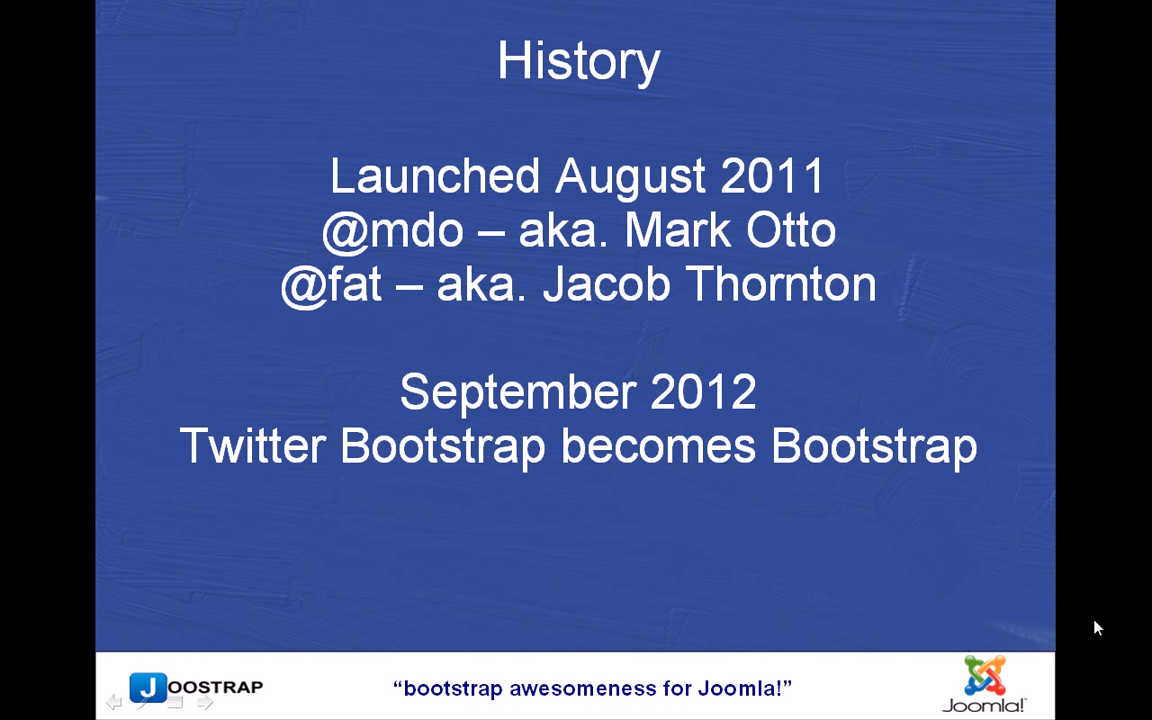 History
Launched August 2011
@mdo – aka. Mark Otto
@fat – aka. Jacob Thornton
September 2012
Twitter Bootstrap becomes Bootstrap
JOOSTRAP
“bootstrap awesomeness for Joomla!”
Joomla!